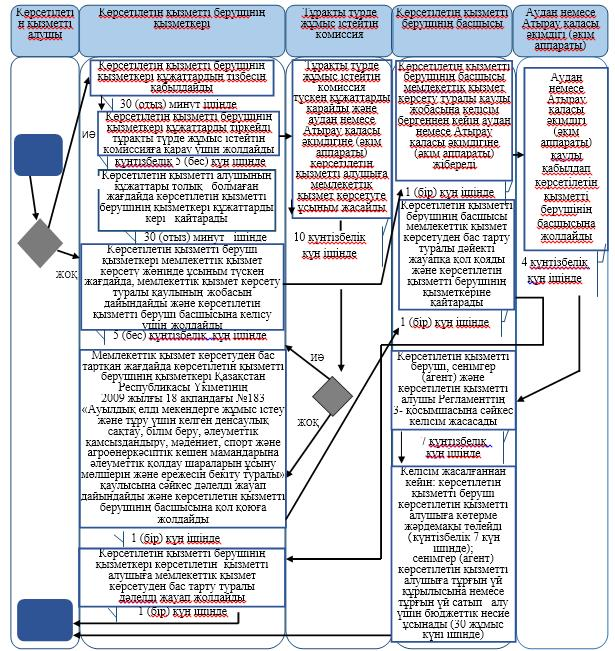 Көрсетілеті
н қызметті
алушы
Көрсетілетін қызметті берушінің
қызметкері
Тұрақты түрде
жұмыс істейтін
комиссия
Көрсетілетін қызметті
берушінің басшысы
Аудан немесе
Атырау қаласы
әкімдігі (әкім
аппараты)
Көрсетілетін қызметті берушінің
қызметкері құжаттардың тізбесін
қабылдайды
30 (отыз) минут ішінде
ИӘ
Көрсетілетін қызметті берушінің
қызметкері құжаттарды тіркейді
тұрақты түрде жұмыс істейтін
комиссияға қарау үшін жолдайды
күнтізбелік 5 (бес) күн ішінде
Көрсетілетін қызметті алушының
құжаттары толық болмаған
жағдайда көрсетілетін қызметті
берушінің қызметкері құжаттарды
кері қайтарады
30 (отыз) минут ішінде
ЖОҚ
Көрсетілетін қызметті беруші
қызметкері мемлекеттік қызмет
көрсету жөнінде ұсыным түскен
жағдайда, мемлекеттік қызмет көрсету
туралы қаулының жобасын
дайындайды және көрсетілетін
қызметті беруші басшысына келісу
үшін жолдайды
5 (бес) күнтізбелік күн ішінде
Мемлекеттік қызмет көрсетуден бас
тартқан жағдайда көрсетілетін қызметті
берушінің қызметкері Қазақстан
Республикасы Үкіметінің
2009 жылғы 18 ақпандағы №183
«Ауылдық елді мекендерге жұмыс істеу
және тұру үшін келген денсаулық
сақтау, білім беру, әлеуметтік
қамсыздандыру, мәдениет, спорт және
агроөнеркәсіптік кешен мамандарына
әлеуметтік қолдау шараларын ұсыну
мөлшерін және ережесін бекіту туралы»
қаулысына сәйкес дәлелді жауап
дайындайды және көрсетілетін қызметті
берушінің басшысына қол қоюға
жолдайды
1 (бір) күн ішінде
Көрсетілетін қызметті берушінің
қызметкері көрсетілетін қызметті
алушыға мемлекеттік қызмет
көрсетуден бас тарту туралы
дәлелді жауап жолдайды
1 (бір) күн ішінде
Тұрақты түрде
жұмыс істейтін
комиссия
түскен құжаттарды
қарайды және
аудан немесе
Атырау қаласы
әкімдігіне (әкім
аппараты)
көрсетілетін
қызметті алушыға
мемлекеттік
қызмет көрсетуге
ұсыным жасайды
10 күнтізбелік
күн ішінде
ИӘ
ЖОҚ
Көрсетілетін қызметті
берушінің басшысы
мемлекеттік қызмет
көрсету туралы қаулы
жобасына келісім
бергеннен кейін аудан
немесе Атырау
қаласы әкімдігіне
(әкім аппараты)
жібереді
1 (бір) күн ішінде
Көрсетілетін қызметті
берушінің басшысы
мемлекеттік қызмет
көрсетуден бас тарту
туралы дәйекті
жауапқа қол қояды
және көрсетілетін
қызметті берушінің
қызметкеріне
қайтарады
1 (бір) күн ішінде
Көрсетілетін қызметті
беруші, сенімгер
(агент) және
көрсетілетін қызметті
алушы Регламенттің
3- қосымшасына сәйкес
келісім жасасады
7 күнтізбелік
күн ішінде
Келісім жасалғаннан
кейін: көрсетілетін
қызметті беруші
көрсетілетін қызметті
алушыға көтерме
жәрдемақы төлейді
(күнтізбелік 7 күн
ішінде);
сенімгер (агент)
көрсетілетін қызметті
алушыға тұрғын үй
құрылысына немесе
тұрғын үй сатып алу
үшін бюджеттік несие
ұсынады (30 жұмыс
күні ішінде)
Аудан
немесе
Атырау
қаласы
әкімдігі
(әкім
аппараты)
қаулы
қабылдап
көрсетілетін
қызметті
берушінің
басшысына
жолдайды
4 күнтізбелік
күн ішінде